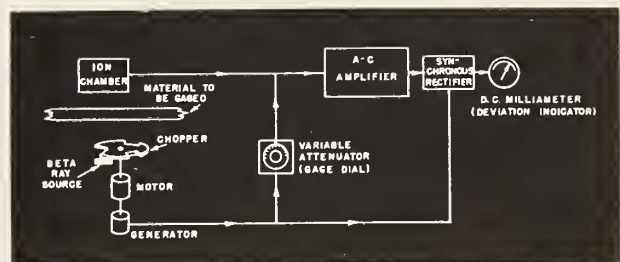 ION
CHAMBER
MATERIAL TO
BE GAGED
CHOPPER
BETA
RAY
SOURCE
MOTOR
GENERATOR
VARIABLE
ATTENUATOR
(GAGE DIAL)
A-C
AMPLIFIER
SYN-
CHRONOUS
RECTIFIER
D.C. MILLIAMETER
(DEVIATION INDICATOR)